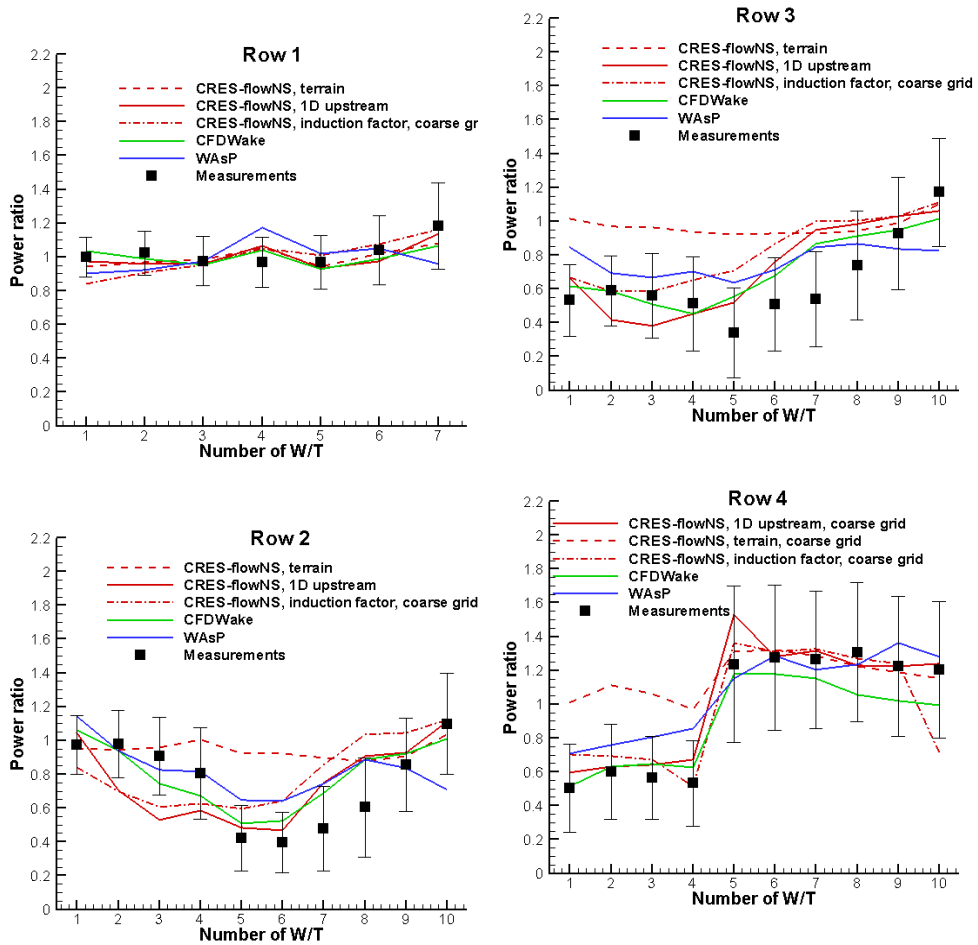 Row 1
CRES-flowNS, terrain
CRES-flowNS, 1D upstream
CRES-flowNS, induction factor, coarse gr
CFDWake
WAsP
Measurements
Power ratio
2.2
2
1.8
1.6
1.4
1.2
1
0.8
0.6
0.4
0.2
0
1 2 3 4 5 6 7
Number of W/T
Row 3
CRES-flowNS, terrain
CRES-flowNS, 1D upstream
CRES-flowNS, induction factor, coarse grid
CFDWake
WAsP
Measurements
Power ratio
2.2
2
1.8
1.6
1.4
1.2
1
0.8
0.6
0.4
0.2
0
1 2 3 4 5 6 7 8 9 10
Number of W/T
Row 2
CRES-flowNS, terrain
CRES-flowNS, 1D upstream
CRES-flowNS, induction factor, coarse grid
CFDWake
WAsP
Measurements
Power ratio
2.2
2
1.8
1.6
1.4
1.2
1
0.8
0.6
0.4
0.2
0
1 2 3 4 5 6 7 8 9 10
Number of W/T
Row 4
CRES-flowNS, 1D upstream, coarse grid
CRES-flowNS, terrain, coarse grid
CRES-flowNS, induction factor, coarse grid
CFDWake
WAsP
Measurements
Power ratio
2.2
2
1.8
1.6
1.4
1.2
1
0.8
0.6
0.4
0.2
0
1 2 3 4 5 6 7 8 9 10
Number of W/T